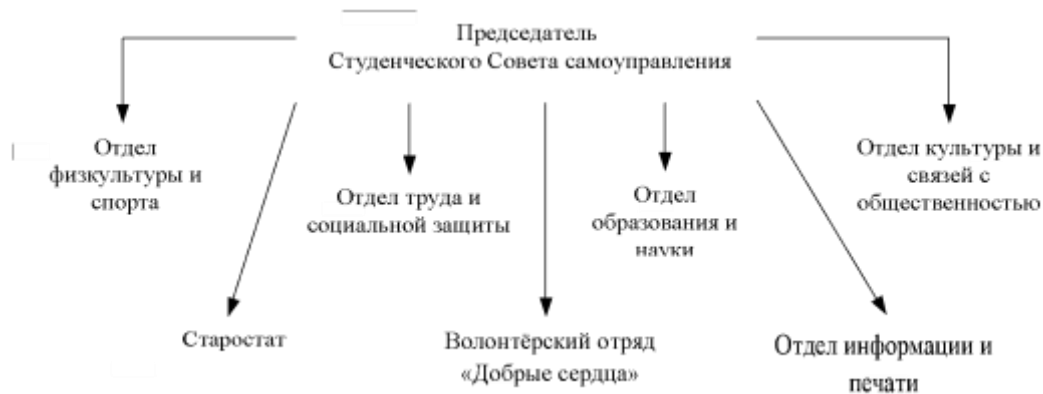 Председатель
Студенческого Совета самоуправления
Отдел
физкультуры и
спорта
Отдел труда и
социальной защиты
Отдел
образования и
науки
Отдел культуры и
связей с
общественностью
Старостат
Волонтёрский отряд
«Добрые сердца»
Отдел информации и
печати